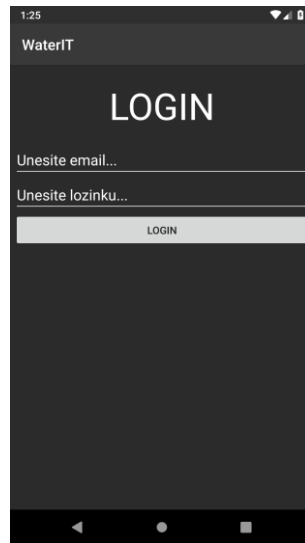 1:25
WaterIT
LOGIN
Unesite email...
Unesite lozinku...
LOGIN